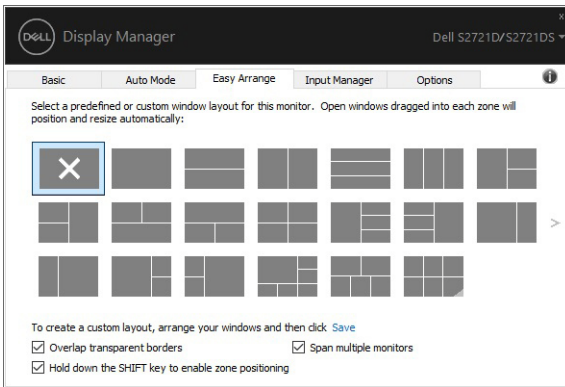 x
DELL Display Manager Dell S2721D/S2721DS
Basic Auto Mode Easy Arrange Input Manager Options i
Select a predefined or custom window layout for this monitor. Open windows dragged into each zone will
position and resize automatically:
>
To create a custom layout, arrange your windows and then click Save
Overlap transparent borders Span multiple monitors
Hold down the SHIFT key to enable zone positioning